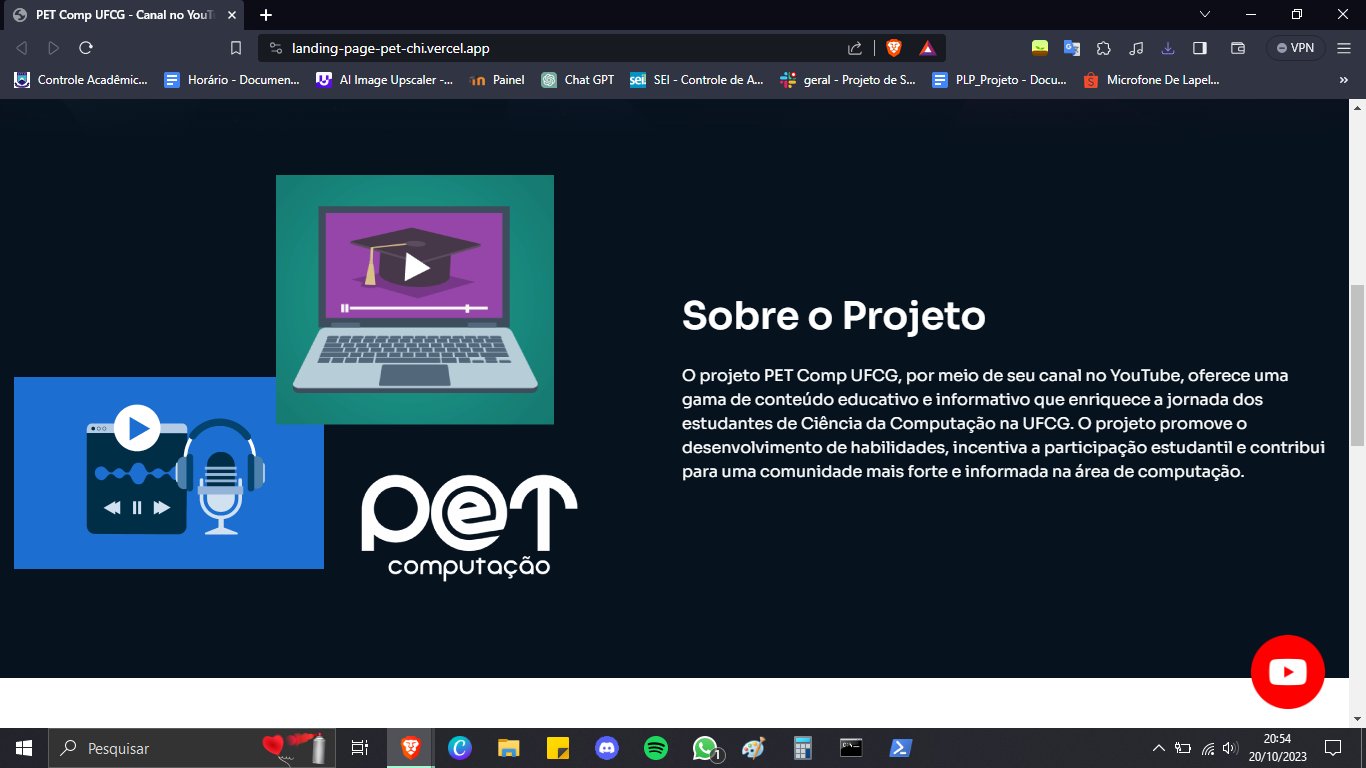 PET Comp UFCG - Canal no YouT
landing-page-pet-chi.vercel.app
VPN
Controle Acadêmic...
Horário - Documen...
AI Image Upscaler -...
Painel
Chat GPT
SEI - Controle de A...
geral - Projeto de S...
PLP_Projeto - Docu...
Microfone De Lapel...
Sobre o Projeto
O projeto PET Comp UFCG, por meio de seu canal no YouTube, oferece uma
gama de conteúdo educativo e informativo que enriquece a jornada dos
estudantes de Ciência da Computação na UFCG. O projeto promove o
desenvolvimento de habilidades, incentiva a participação estudantil e contribui
para uma comunidade mais forte e informada na área de computação.
PET
computação
Pesquisar
1
20:54
20/10/2023